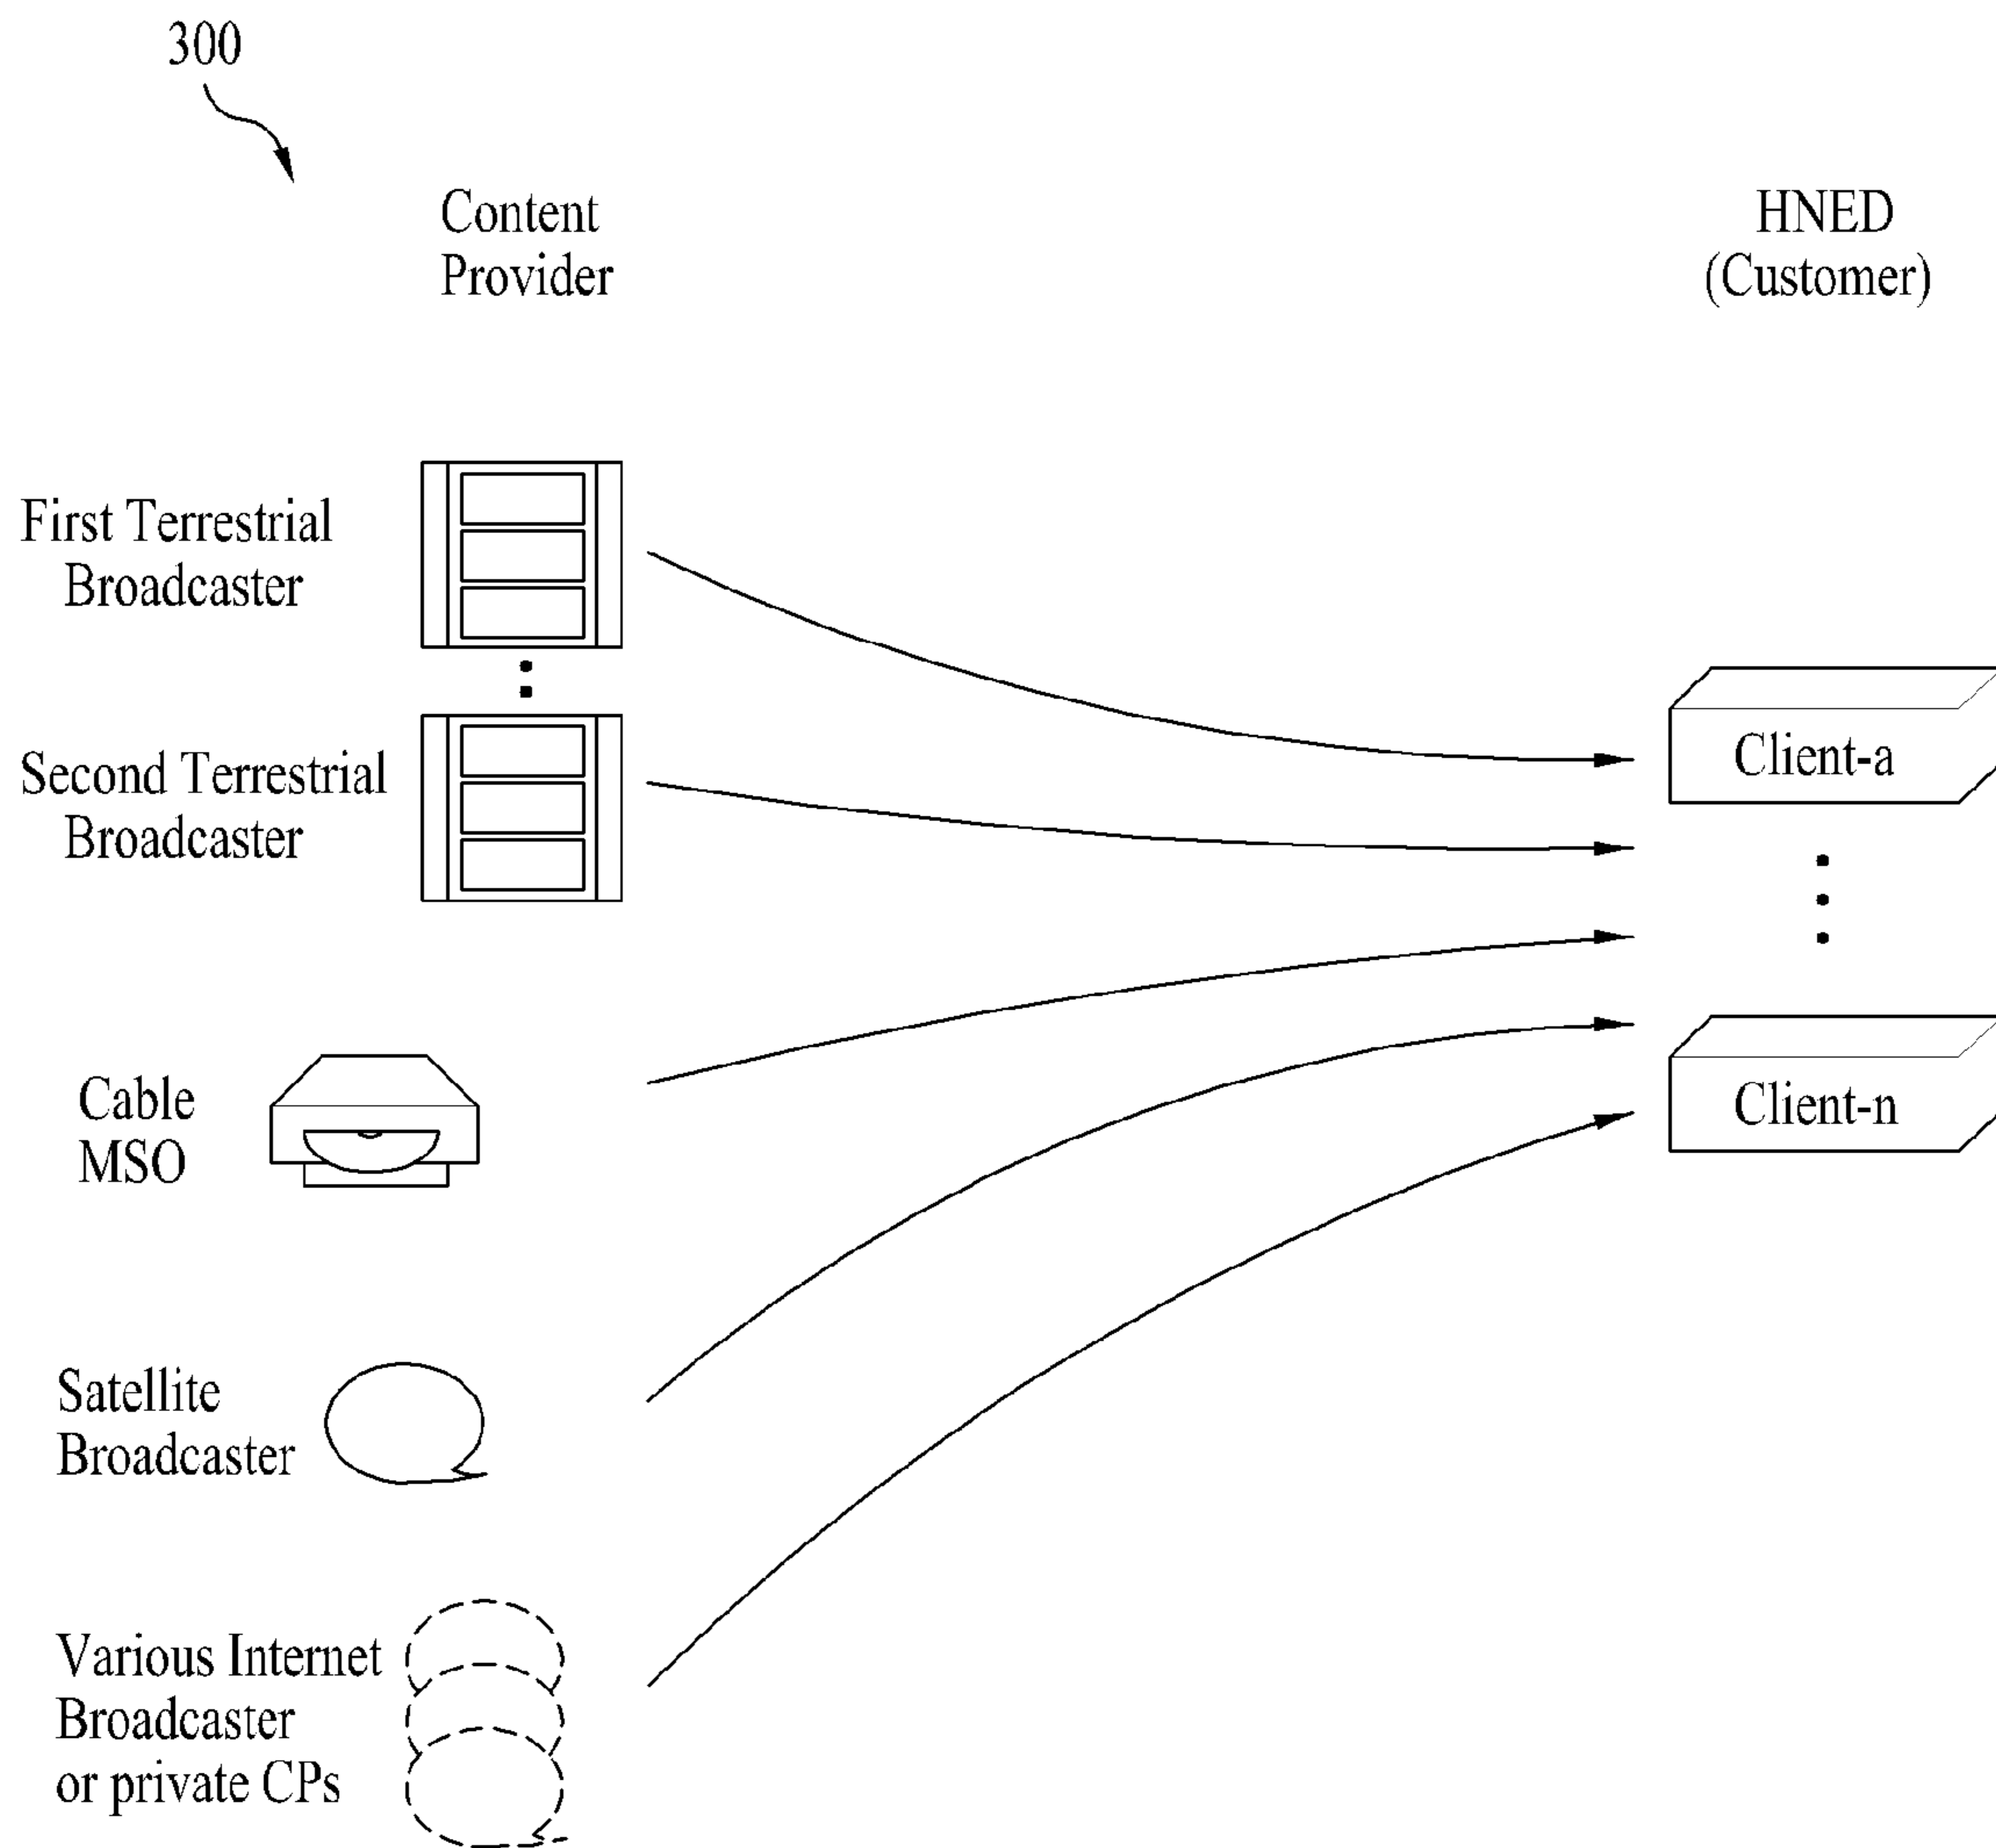 300
Content
Provider
HNED
(Customer)
First Terrestrial
Broadcaster
Second Terrestrial
Broadcaster
Client-a
Cable
MSO
Client-n
Satellite
Broadcaster
Various Internet
Broadcaster
or private CPs